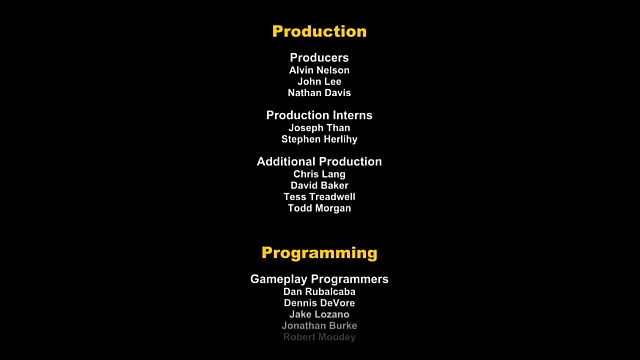 Production
Producers
Alvin Nelson
John Lee
Nathan Davis
Production Interns
Joseph Than
Stephen Herlihy
Additional Production
Chris Lang
David Baker
Tess Treadwell
Todd Morgan
Programming
Gameplay Programmers
Dan Rubalcaba
Dennis DeVore
Jake Lozano
Jonathan Burke
Robert Moodey